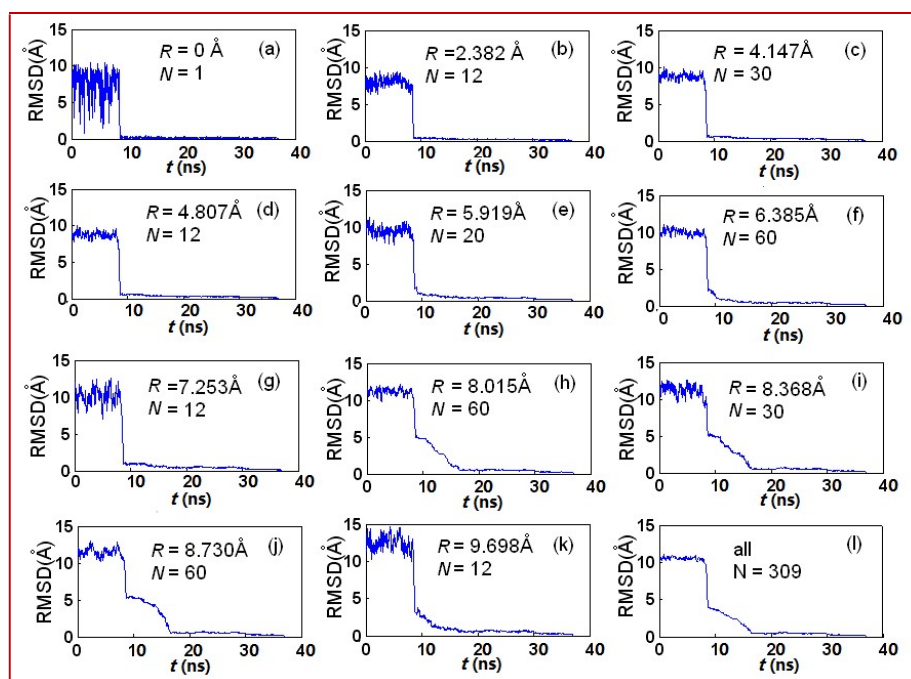 15
10
5
0
RMSD(Å)
R = 0 Å
N = 1
(a)
0 10 20 30 40
t (ns)
15
10
5
0
RMSD(Å)
R =2.382 Å
N = 12
(b)
0 10 20 30 40
t (ns)
15
10
5
0
RMSD(Å)
R = 4.147Å
N = 30
(c)
0 10 20 30 40
t (ns)
15
10
5
0
RMSD(Å)
R = 4.807Å
N = 12
(d)
0 10 20 30 40
t (ns)
15
10
5
0
RMSD(Å)
R = 5.919Å
N = 20
(e)
0 10 20 30 40
t (ns)
15
10
5
0
RMSD(Å)
R = 6.385Å
N = 60
(f)
0 10 20 30 40
t (ns)
15
10
5
0
RMSD(Å)
R =7.253Å
N = 12
(g)
0 10 20 30 40
t (ns)
15
10
5
0
RMSD(Å)
R = 8.015Å
N = 60
(h)
0 10 20 30 40
t (ns)
15
10
5
0
RMSD(Å)
R = 8.368Å
N = 30
(i)
0 10 20 30 40
t (ns)
15
10
5
0
RMSD(Å)
R = 8.730Å
N = 60
(j)
0 10 20 30 40
t (ns)
15
10
5
0
RMSD(Å)
R = 9.698Å
N = 12
(k)
0 10 20 30 40
t (ns)
15
10
5
0
RMSD(Å)
all
N = 309
(l)
0 10 20 30 40
t (ns)